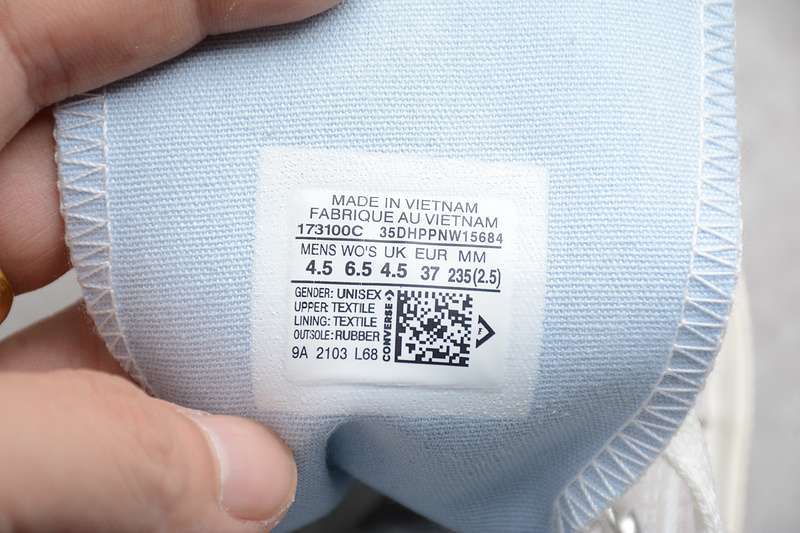 MADE IN VIETNAM
FABRIQUE AU VIETNAM
173100C 35DHPPNW15684
MENS WO'S UK EUR MM
4.5 6.5 4.5 37 235(2.5)
GENDER: UNISEX
UPPER: TEXTILE
LINING: TEXTILE
OUTSOLE: RUBBER
9A 2103 L68
CONVERSE